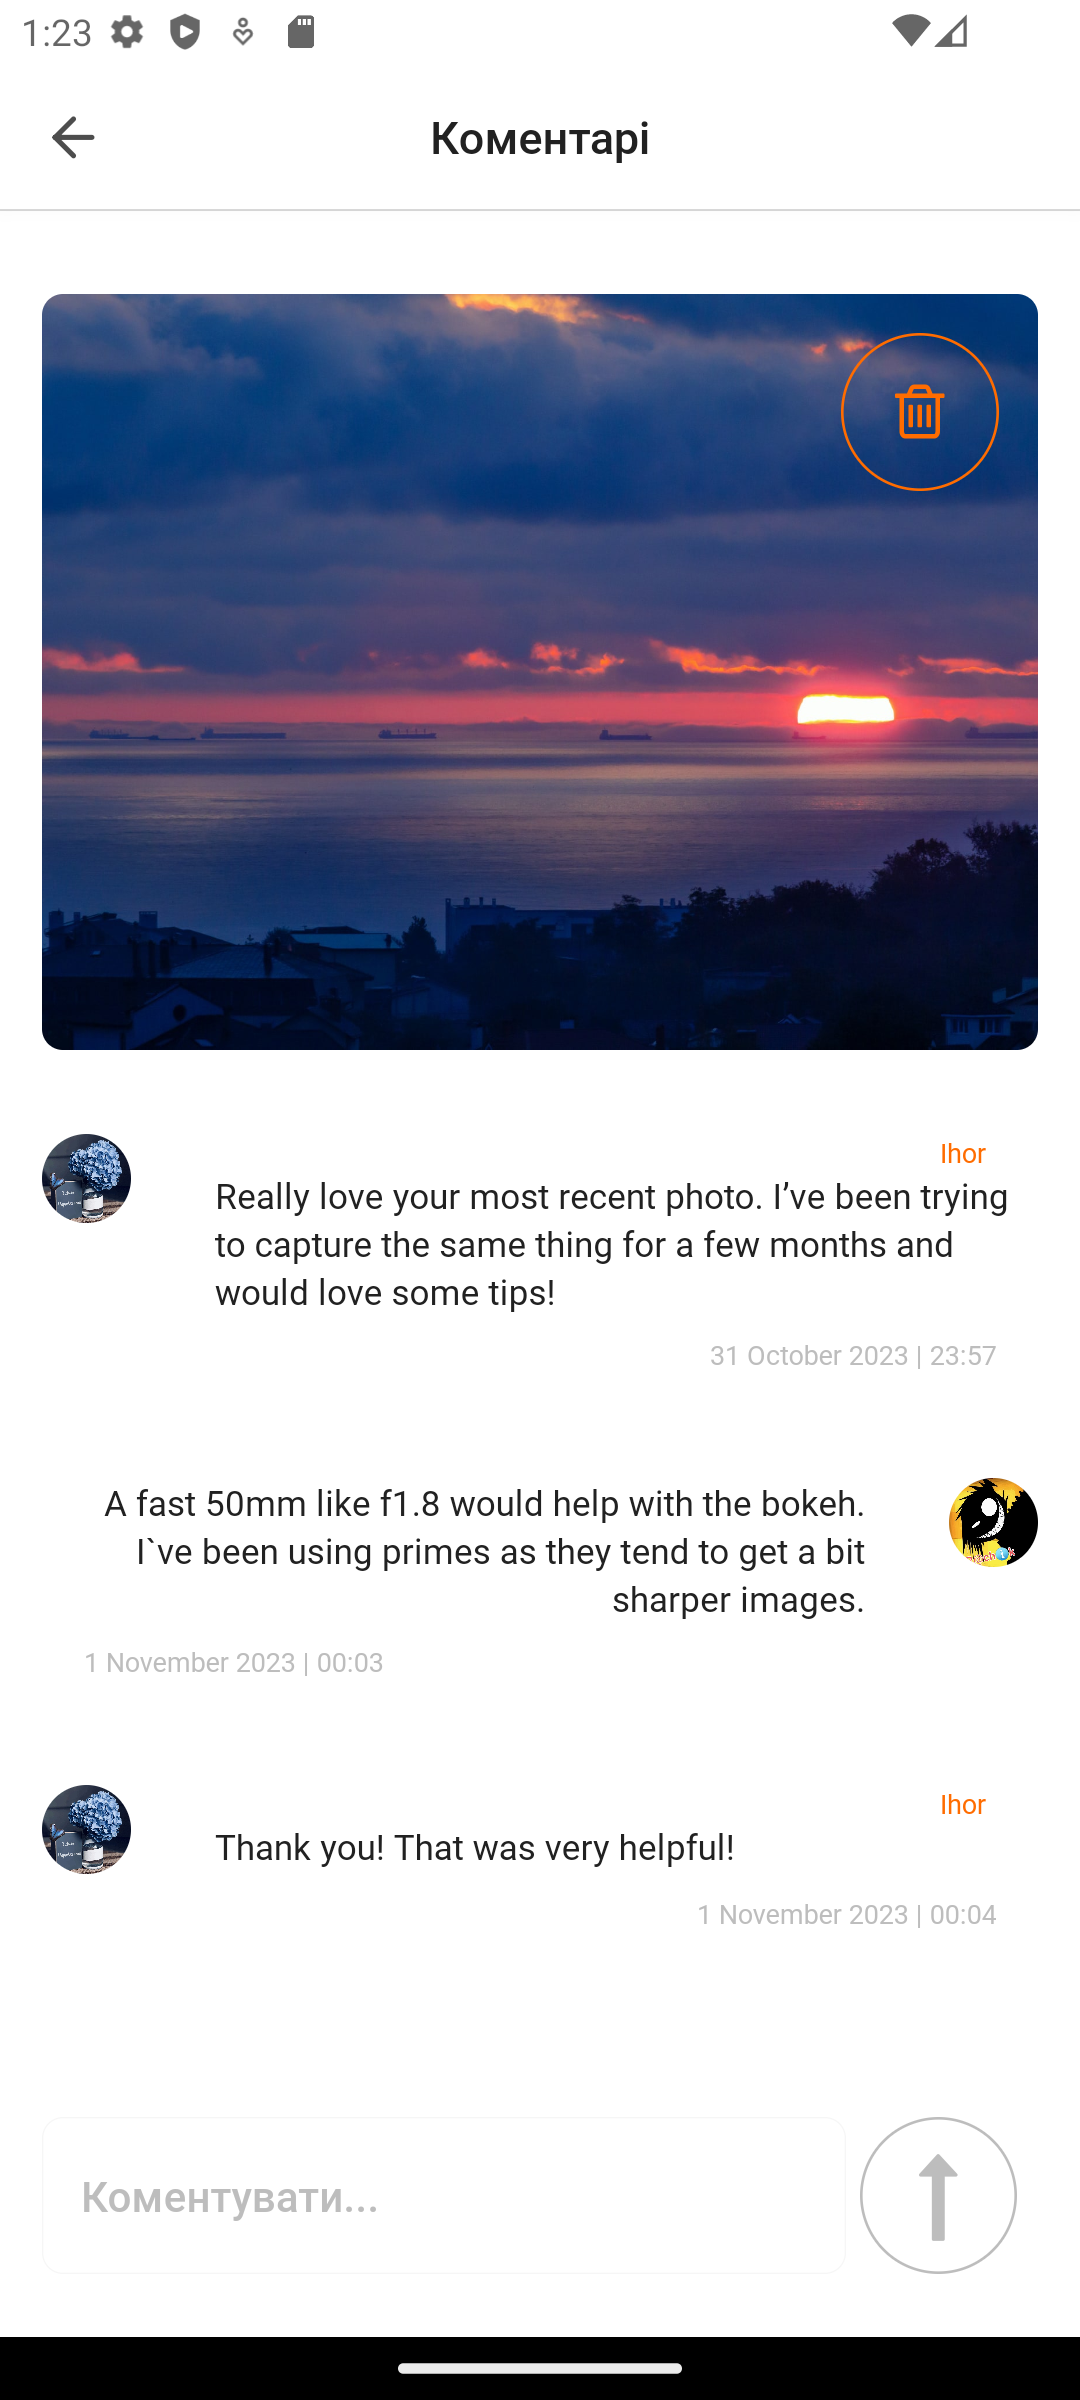 1:23
Коментарі
Ihor
Really love your most recent photo. I’ve been trying
to capture the same thing for a few months and
would love some tips!
31 October 2023 | 23:57
A fast 50mm like f1.8 would help with the bokeh.
I`ve been using primes as they tend to get a bit
sharper images.
1 November 2023 | 00:03
Ihor
Thank you! That was very helpful!
1 November 2023 | 00:04
Коментувати...